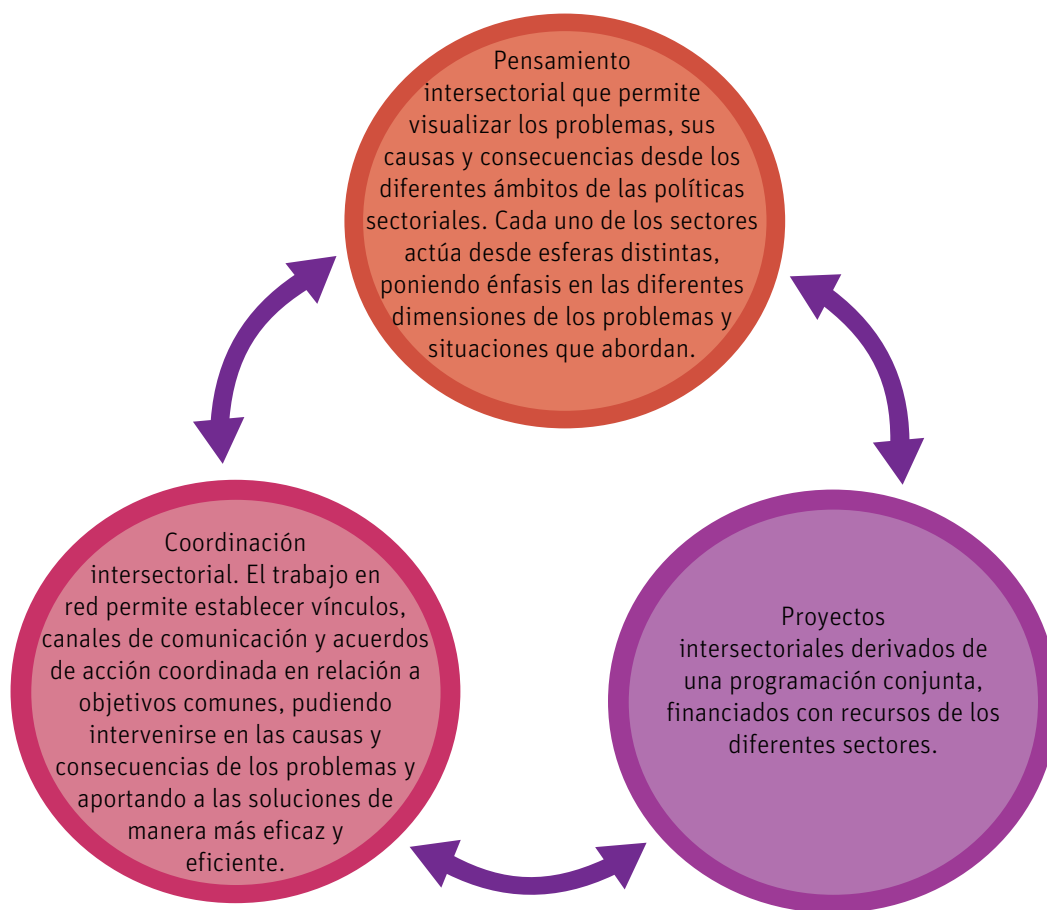 Pensamiento
intersectorial que permite
visualizar los problemas, sus
causas y consecuencias desde los
diferentes ámbitos de las políticas
sectoriales. Cada uno de los sectores
actúa desde esferas distintas,
poniendo énfasis en las diferentes
dimensiones de los problemas y
situaciones que abordan.
Coordinación
intersectorial. El trabajo en
red permite establecer vínculos,
canales de comunicación y acuerdos
de acción coordinada en relación a
objetivos comunes, pudiendo
intervenirse en las causas y
consecuencias de los problemas y
aportando a las soluciones de
manera más eficaz y
eficiente.
Proyectos
intersectoriales derivados de
una programación conjunta,
financiados con recursos de los
diferentes sectores.